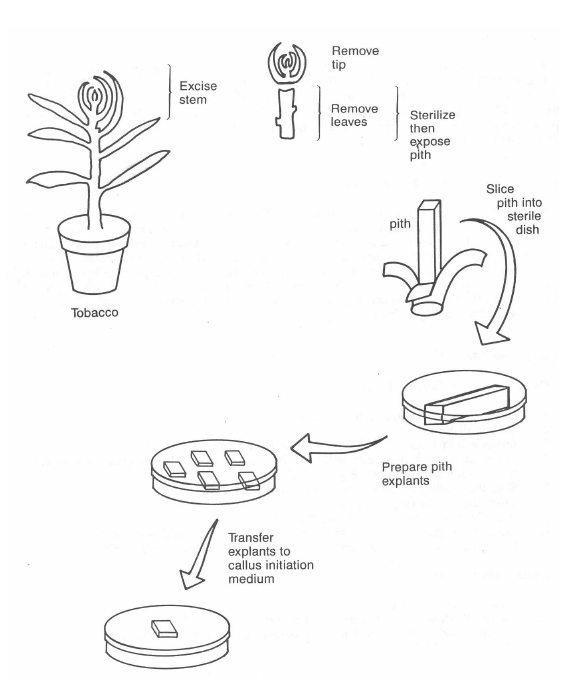 Remove
tip
Excise
stem
Remove
leaves
Sterilize
then
expose
pith
Slice
pith into
sterile
dish
pith
Tobacco
Prepare pith
explants
Transfer
explants to
callus initiation
medium